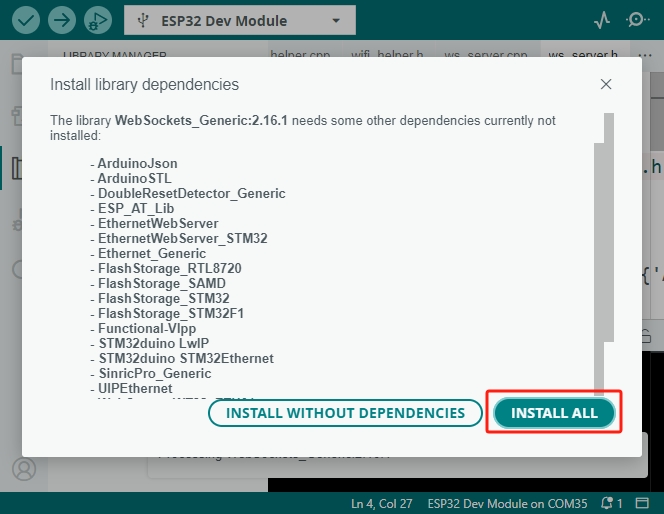 ESP32 Dev Module
LIBRARY MANAGER
helper.cpp wifi_helper.h ws_server.cpp ws_server.h ...
Install library dependencies
The library WebSockets_Generic:2.16.1 needs some other dependencies currently not
installed:
- ArduinoJson
- ArduinoSTL
- DoubleResetDetector_Generic
- ESP_AT_Lib
- EthernetWebServer
- EthernetWebServer_STM32
- Ethernet_Generic
- FlashStorage_RTL8720
- FlashStorage_SAMD
- FlashStorage_STM32
- FlashStorage_STM32F1
- Functional-Vlpp
- STM32duino LwIP
- STM32duino STM32Ethernet
- SinricPro_Generic
- UIPEthernet
.h
{'
INSTALL WITHOUT DEPENDENCIES
INSTALL ALL
Ln 4, Col 27 ESP32 Dev Module on COM35 1